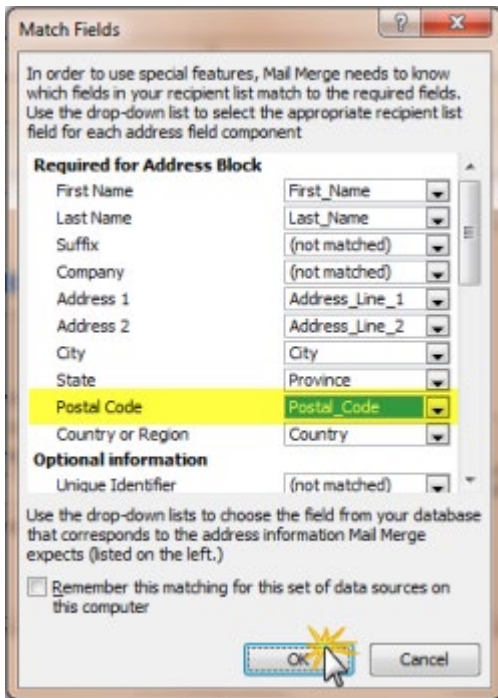 Match Fields
In order to use special features, Mail Merge needs to know
which fields in your recipient list match to the required fields.
Use the drop-down list to select the appropriate recipient list
field for each address field component
Required for Address Block
First Name First_Name
Last Name Last_Name
Suffix (not matched)
Company (not matched)
Address 1 Address_Line_1
Address 2 Address_Line_2
City City
State Province
Postal Code Postal_Code
Country or Region Country
Optional information
Unique Identifier (not matched)
Use the drop-down lists to choose the field from your database
that corresponds to the address information Mail Merge
expects (listed on the left.)
Remember this matching for this set of data sources on
this computer
OK Cancel